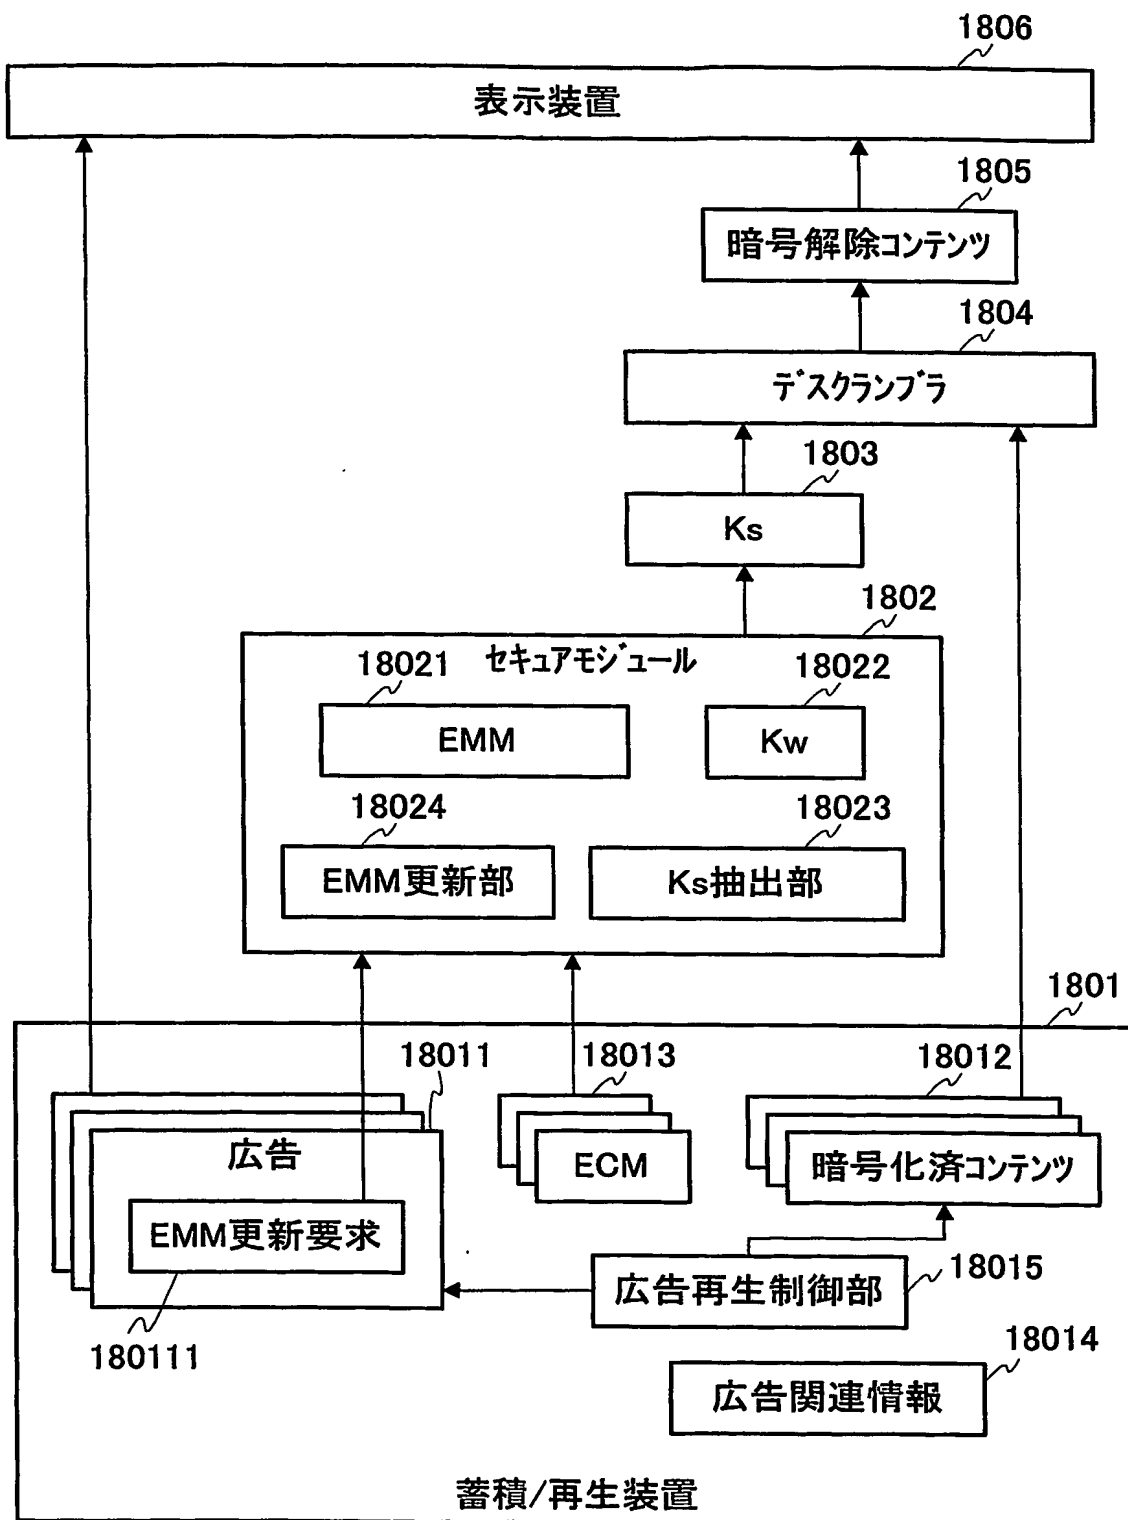 1806
表示装置
1805
暗号解除コンテンツ
1804
デスクランブラ
1803
Ks
1802
セキュアモジュール
18021
18022
EMM
Kw
18024
18023
EMM更新部
Ks抽出部
1801
18011
18013
18012
広告
ECM
暗号化済コンテンツ
EMM更新要求
広告再生制御部
18015
180111
18014
広告関連情報
蓄積/再生装置